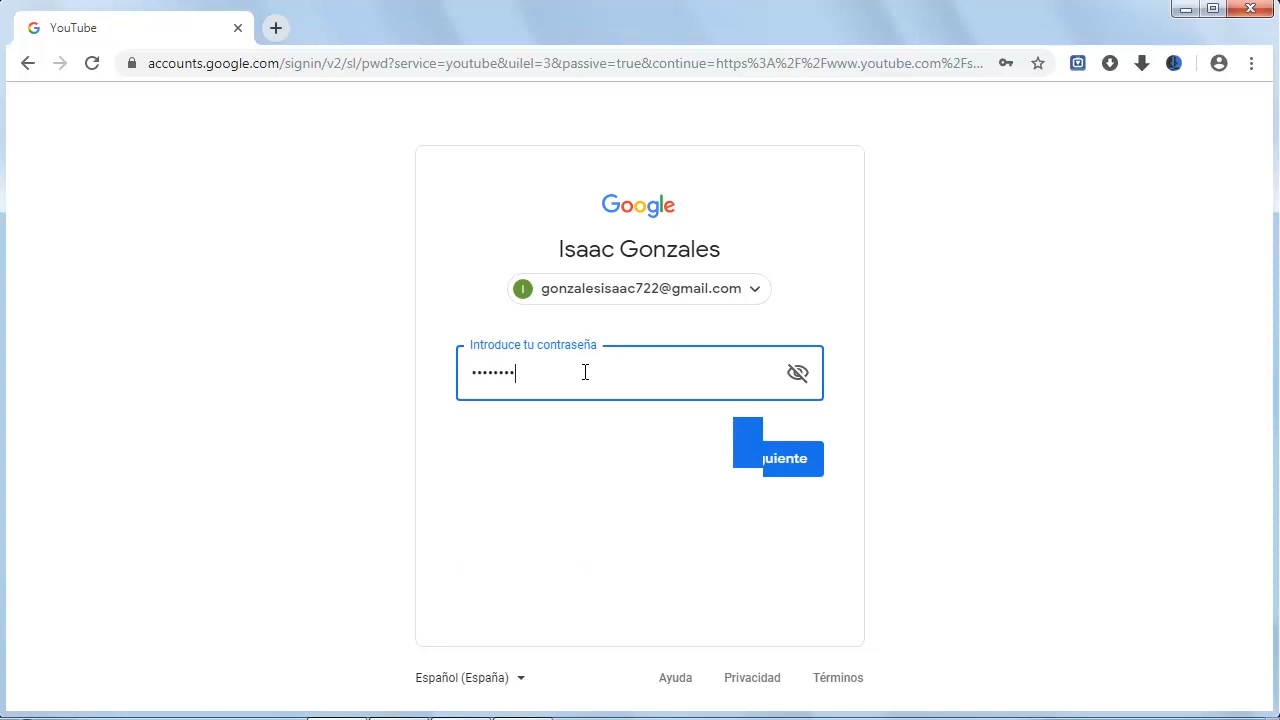 YouTube
accounts.google.com/signin/v2/sl/pwd?service=youtube&uilel=3&passive=true&continue=https%3A%2F%2Fwww.youtube.com%2Fs...
Google
Isaac Gonzales
I gonzalesisaac722@gmail.com
Introduce tu contraseña
••••••••
guiente
Español (España)
Ayuda Privacidad Términos